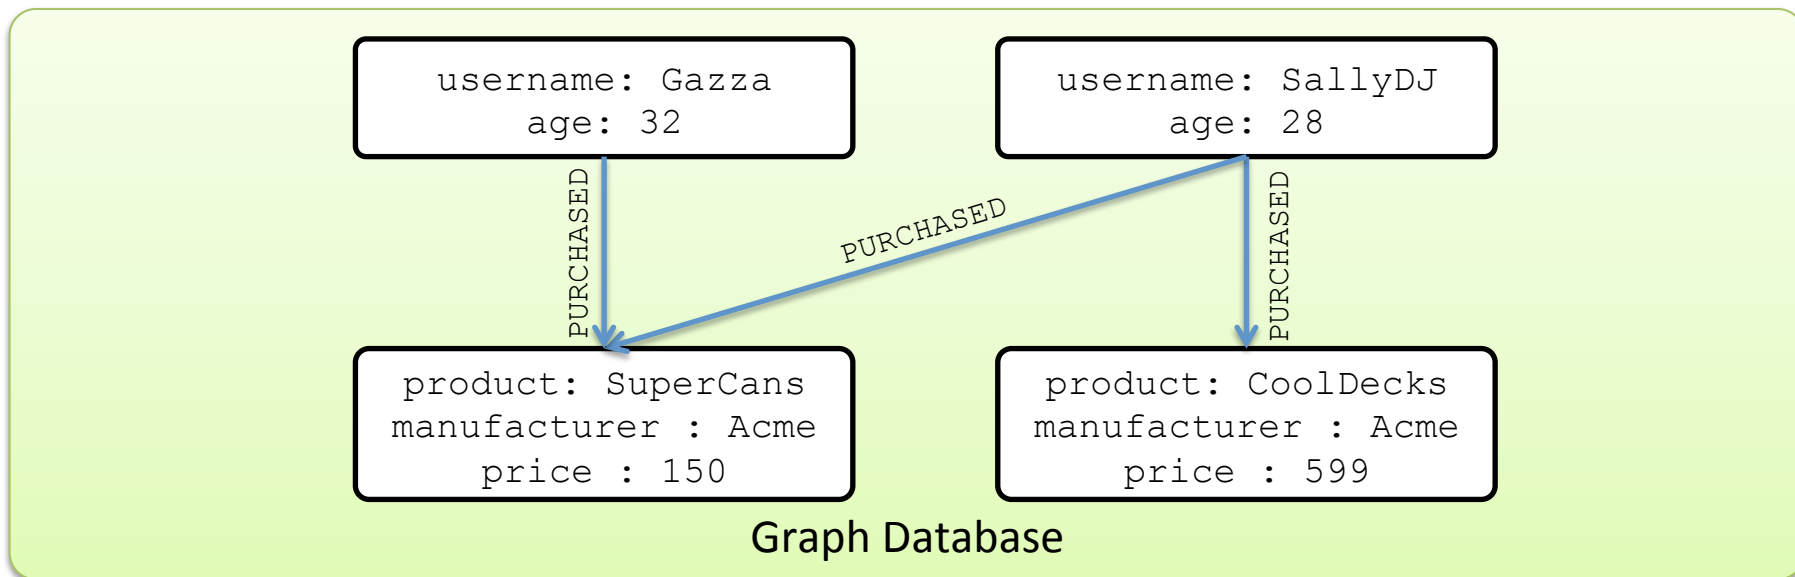 username: Gazza
age: 32
username: SallyDJ
age: 28
PURCHASED
PURCHASED
PURCHASED
product: SuperCans
manufacturer : Acme
price : 150
product: CoolDecks
manufacturer : Acme
price : 599
Graph Database